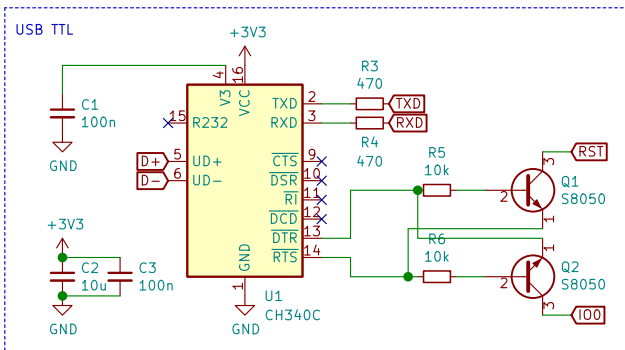 USB TTL
+3V3
C1
100n
GND
4
16
V3
VCC
15
R232
D+
5
UD+
D-
6
UD-
TXD
2
RXD
3
R3
470
TXD
RXD
R4
470
CTS
9
DSR
10
RI
11
DCD
12
DTR
13
RTS
14
GND
1
U1
CH340C
R5
10k
R6
10k
RST
3
2
1
Q1
S8050
1
2
3
Q2
S8050
IO0
+3V3
C2
10u
C3
100n
GND
GND